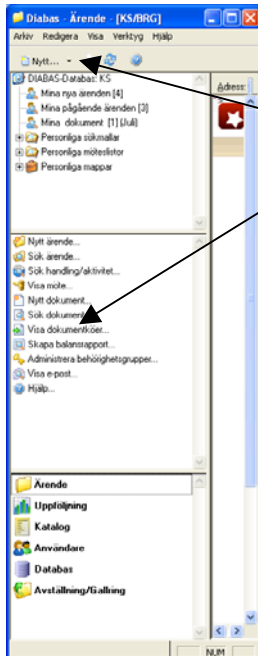 Diabas - Ärende - [KS/BRG]
Arkiv Redigera Visa Verktyg Hjälp
Nytt...
DIABAS-Databas: KS
Mina nya ärenden [4]
Mina pågående ärenden [3]
Mina dokument [1] (Juli)
Personliga sökmallar
Personliga möteslistor
Personliga mappar
Adress:
Nytt ärende...
Sök ärende...
Sök handling/aktivitet...
Visa möte...
Nytt dokument...
Sök dokument...
Visa dokumentköer...
Skapa balansrapport...
Administrera behörighetsgrupper...
Visa e-post...
Hjälp...
Ärende
Uppföljning
Katalog
Användare
Databas
Avställning/Gallring
NUM